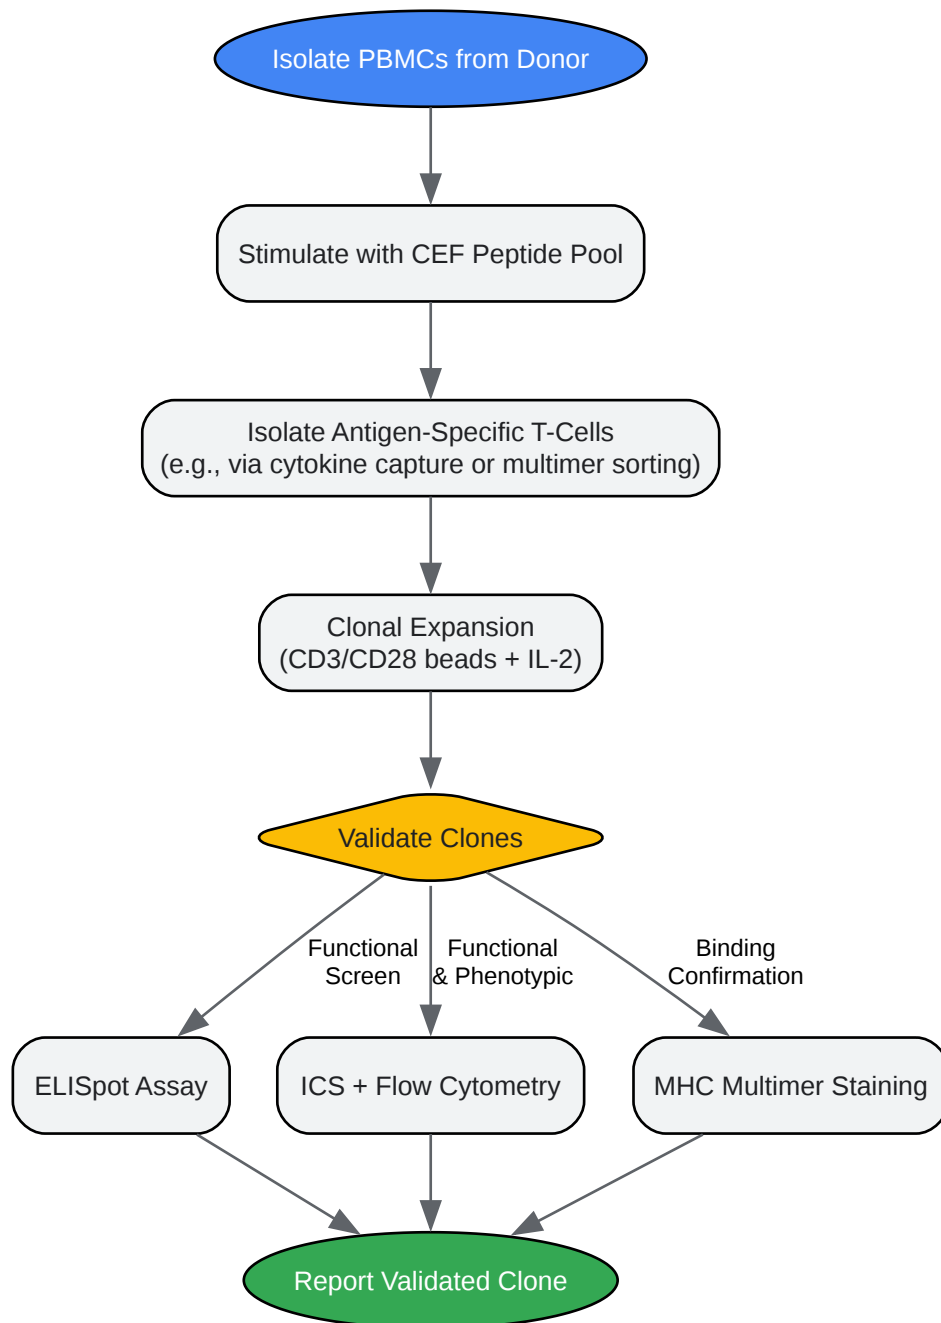 Isolate PBMCs from Donor
Stimulate with CEF Peptide Pool
Isolate Antigen-Specific T-Cells
(e.g., via cytokine capture or multimer sorting)
Clonal Expansion
(CD3/CD28 beads + IL-2)
Validate Clones
Functional
Screen
Functional
& Phenotypic
Binding
Confirmation
ELISpot Assay
ICS + Flow Cytometry
MHC Multimer Staining
Report Validated Clone